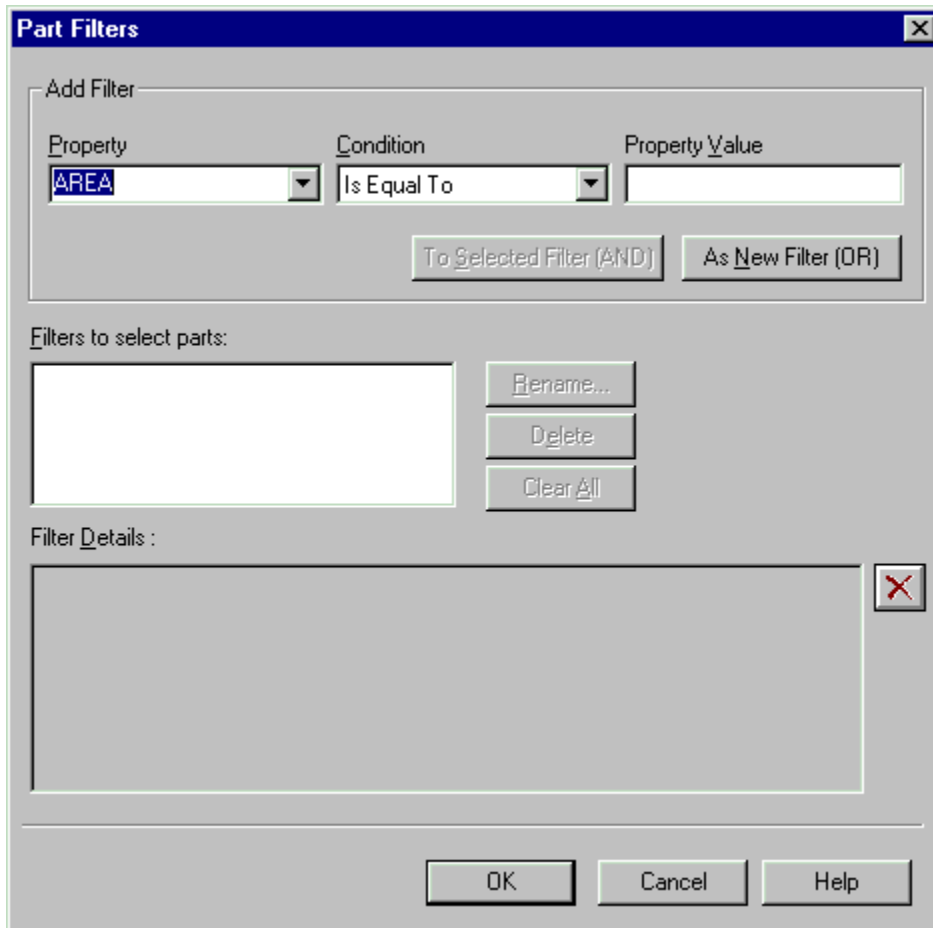 Part Filters
Add Filter
Property Condition Property Value
AREA Is Equal To
To Selected Filter (AND) As New Filter (OR)
Filters to select parts:
Rename...
Delete
Clear All
Filter Details :
OK Cancel Help